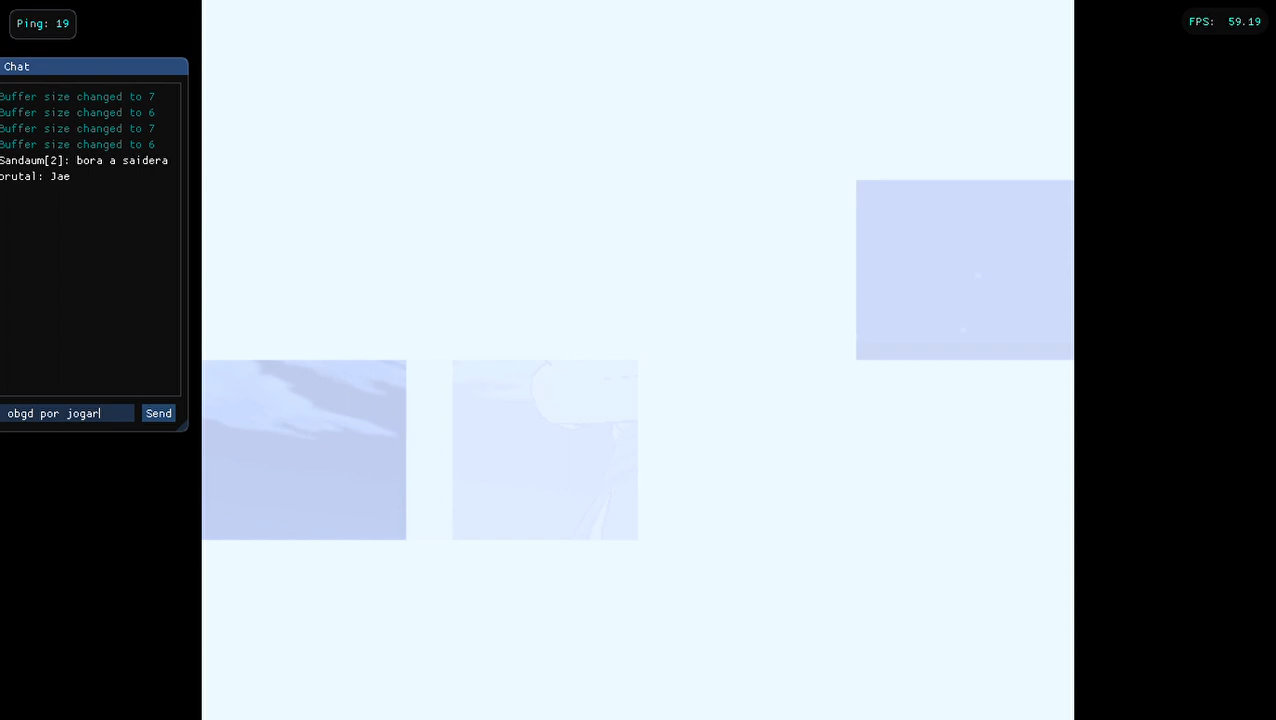 Ping: 19
FPS: 59.19
Chat
Buffer size changed to 7
Buffer size changed to 6
Buffer size changed to 7
Buffer size changed to 6
Sandaum[2]: bora a saidera
brutal: Jae
obgd por jogar
Send